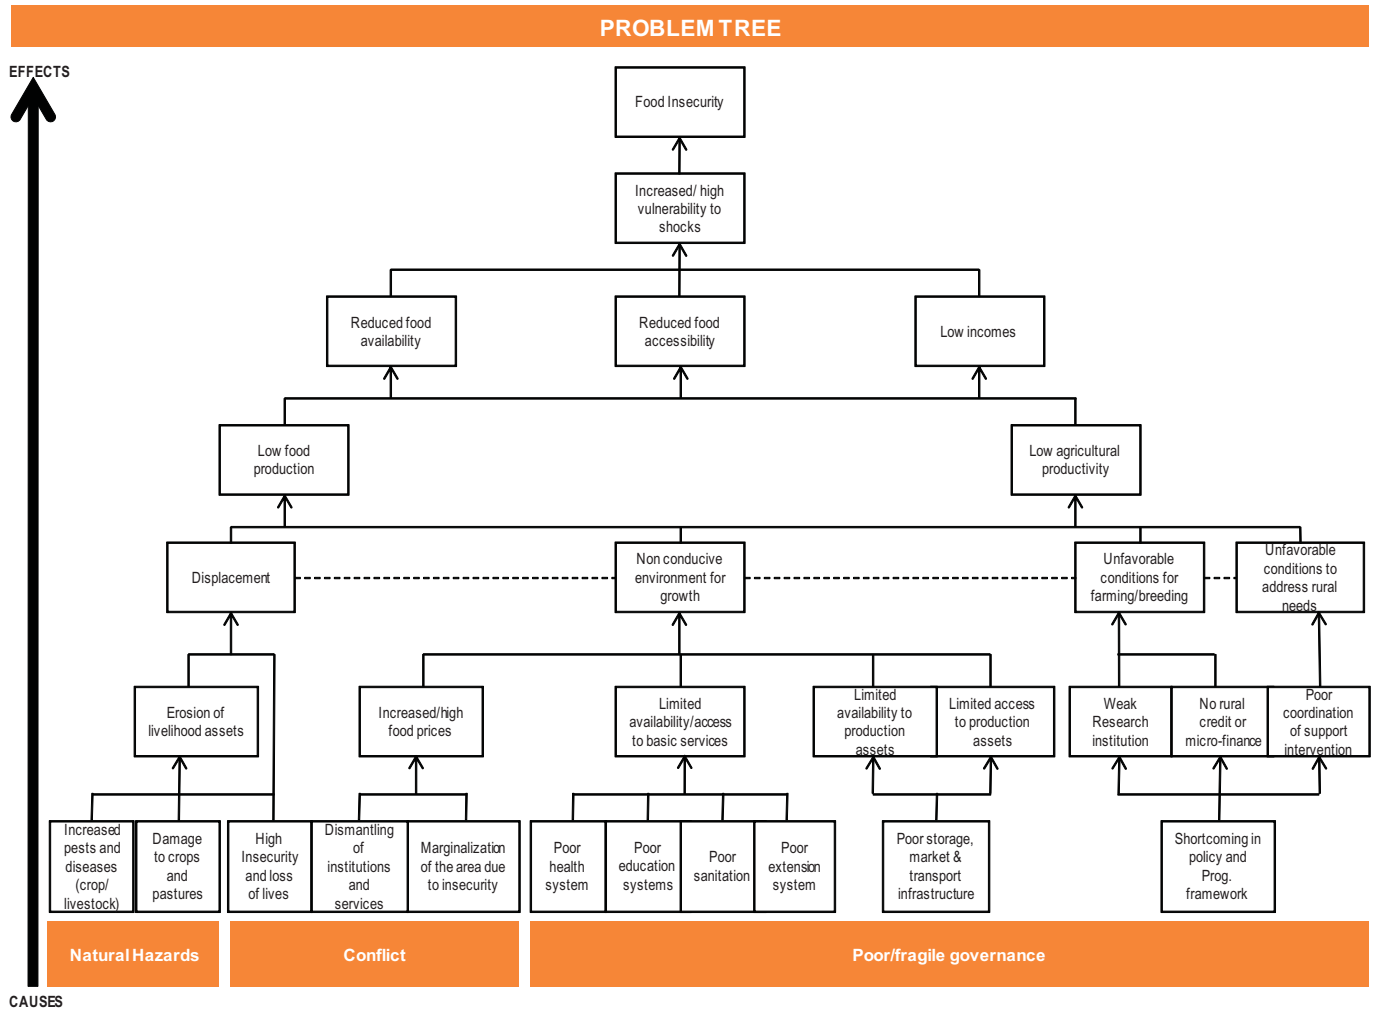 PROBLEM TREE
EFFECTS
Food Insecurity
Increased/ high
vulnerability to
shocks
Reduced food
availability
Reduced food
accessibility
Low incomes
Low food
production
Low agricultural
productivity
Displacement
Non conducive
environment for
growth
Unfavorable
conditions for
farming/breeding
Unfavorable
conditions to
address rural
needs
Erosion of
livelihood assets
Increased/high
food prices
Limited
availability/access
to basic services
Limited
availability to
production
assets
Limited access
to production
assets
Weak
Research
institution
No rural
credit or
micro-finance
Poor
coordination
of support
intervention
Increased
pests and
diseases
(crop/
livestock)
Damage
to crops
and
pastures
High
Insecurity
and loss
of lives
Dismantling
of
institutions
and
services
Marginalization
of the area due
to insecurity
Poor
health
system
Poor
education
systems
Poor
sanitation
Poor
extension
system
Poor storage,
market &
transport
infrastructure
Shortcoming in
policy and
Prog.
framework
Natural Hazards
Conflict
Poor/fragile governance
CAUSES